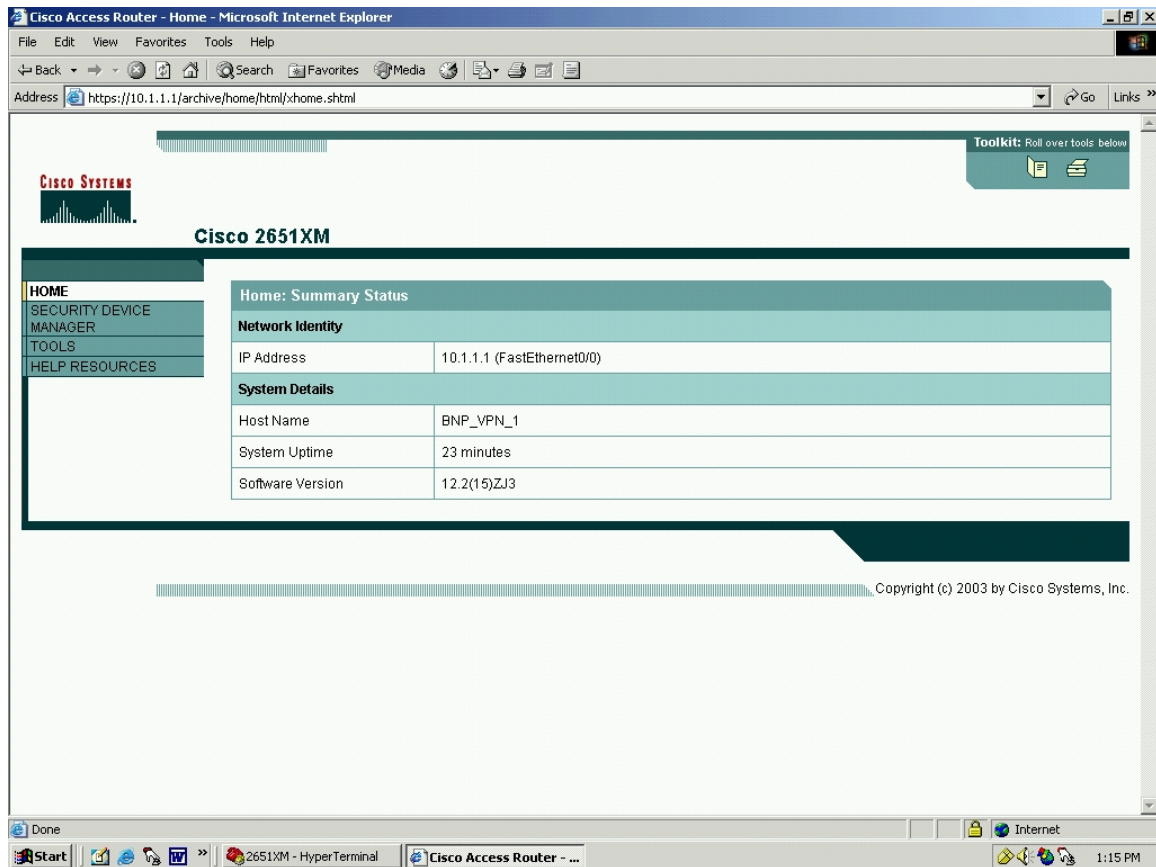 Cisco Access Router - Home - Microsoft Internet Explorer
File Edit View Favorites Tools Help
Back Search Favorites Media
Address https://10.1.1.1/archive/home/html/xhome.shtml Go Links »
Toolkit: Roll over tools below
CISCO SYSTEMS
Cisco 2651XM
HOME
SECURITY DEVICE
MANAGER
TOOLS
HELP RESOURCES
Home: Summary Status
Network Identity
IP Address 10.1.1.1 (FastEthernet0/0)
System Details
Host Name BNP_VPN_1
System Uptime 23 minutes
Software Version 12.2(15)ZJ3
Copyright (c) 2003 by Cisco Systems, Inc.
Done Internet
Start » 2651XM - HyperTerminal Cisco Access Router - ... 1:15 PM